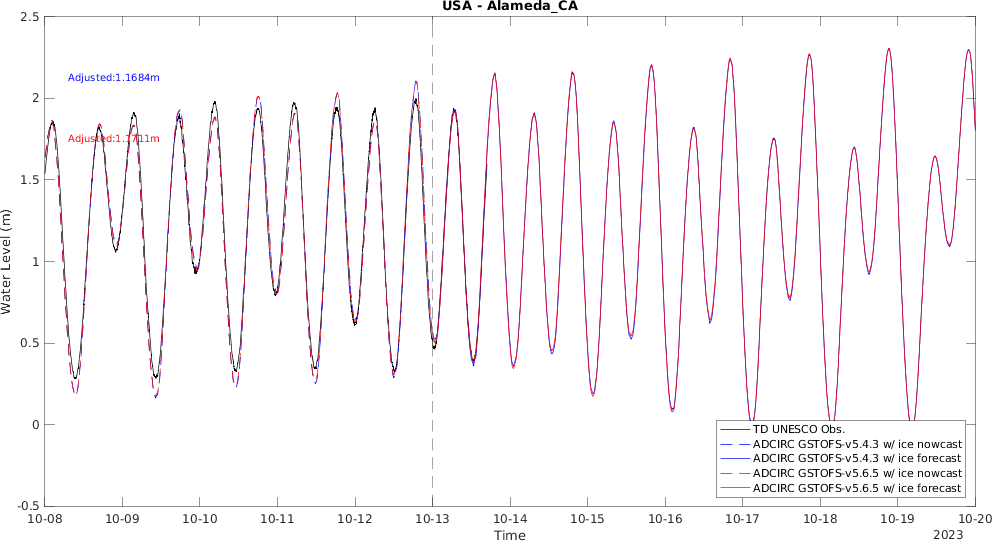 USA - Alameda_CA
2.5
2
1.5
1
0.5
0
-0.5
Water Level (m)
Adjusted:1.1684m
Adjusted:1.1711m
TD UNESCO Obs.
ADCIRC GSTOFS-v5.4.3 w/ ice nowcast
ADCIRC GSTOFS-v5.4.3 w/ ice forecast
ADCIRC GSTOFS-v5.6.5 w/ ice nowcast
ADCIRC GSTOFS-v5.6.5 w/ ice forecast
10-08 10-09 10-10 10-11 10-12 10-13 10-14 10-15 10-16 10-17 10-18 10-19 10-20
Time
2023